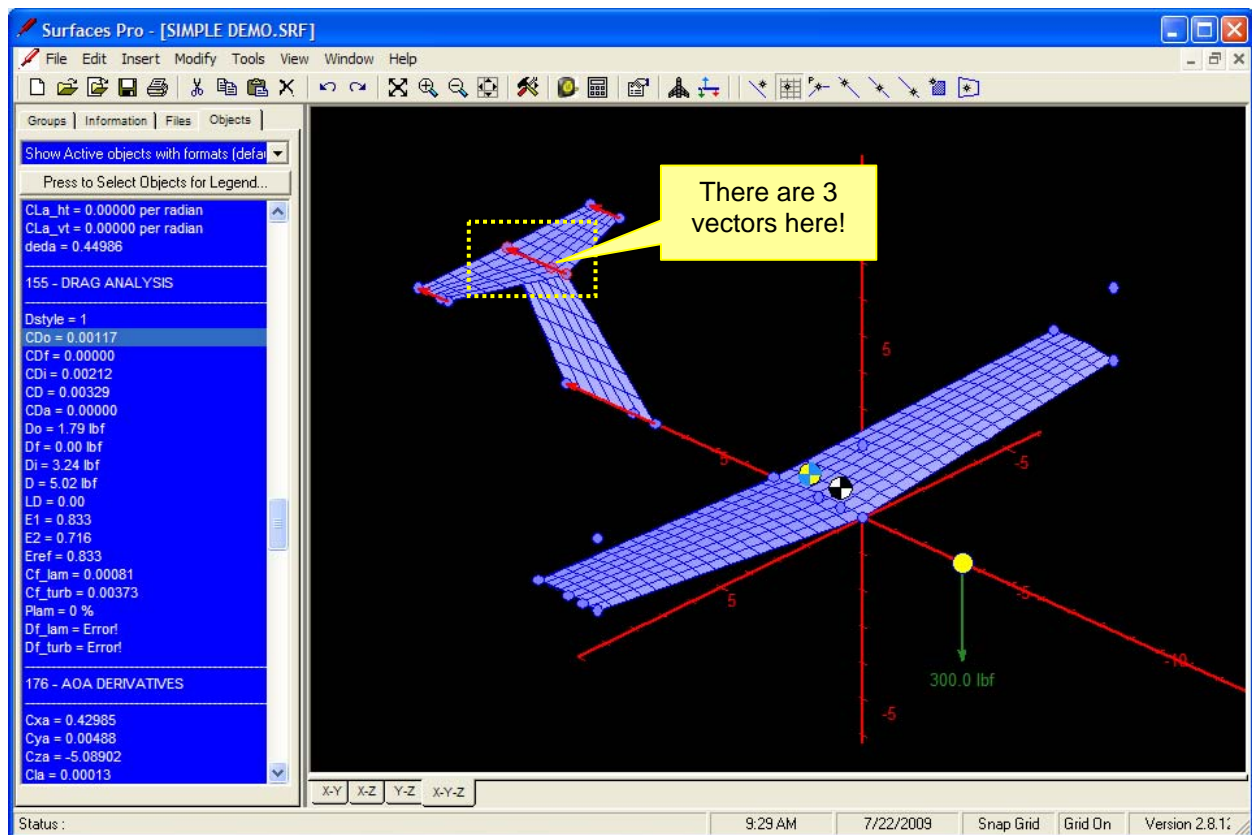 Surfaces Pro - [SIMPLE DEMO.SRF]
File Edit Insert Modify Tools View Window Help
Groups Information Files Objects
Show Active objects with formats (defau
Press to Select Objects for Legend...
CLa_ht = 0.00000 per radian
CLa_vt = 0.00000 per radian
deda = 0.44986
155 - DRAG ANALYSIS
Dstyle = 1
CDo = 0.00117
CDf = 0.00000
CDi = 0.00212
CD = 0.00329
CDa = 0.00000
Do = 1.79 lbf
Df = 0.00 lbf
Di = 3.24 lbf
D = 5.02 lbf
LD = 0.00
E1 = 0.833
E2 = 0.716
Eref = 0.833
Cf_lam = 0.00081
Cf_turb = 0.00373
Plam = 0 %
Df_lam = Error!
Df_turb = Error!
176 - AOA DERIVATIVES
Cxa = 0.42985
Cya = 0.00488
Cza = -5.08902
Cla = 0.00013
There are 3
vectors here!
5
5
-5
5
-5
-10
300.0 lbf
-5
X-Y X-Z Y-Z X-Y-Z
Status : 9:29 AM 7/22/2009 Snap Grid Grid On Version 2.8.12